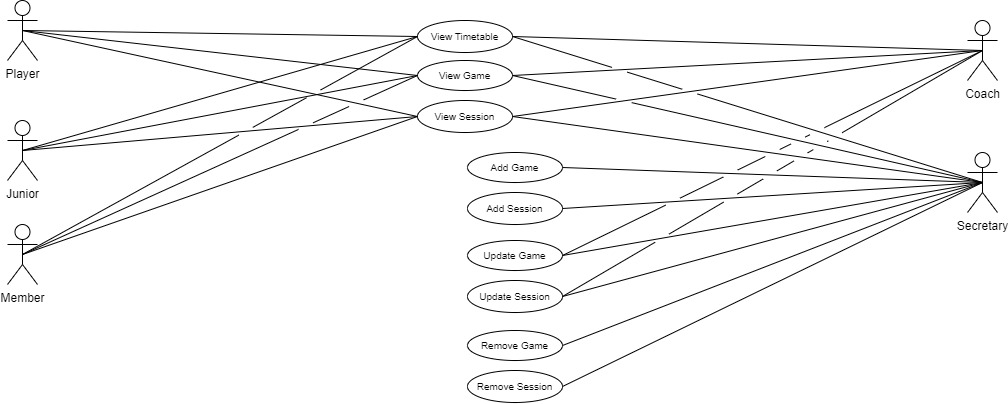 View Timetable
Player
View Game
Coach
View Session
Add Game
Junior
Add Session
Secretary
Update Game
Member
Update Session
Remove Game
Remove Session